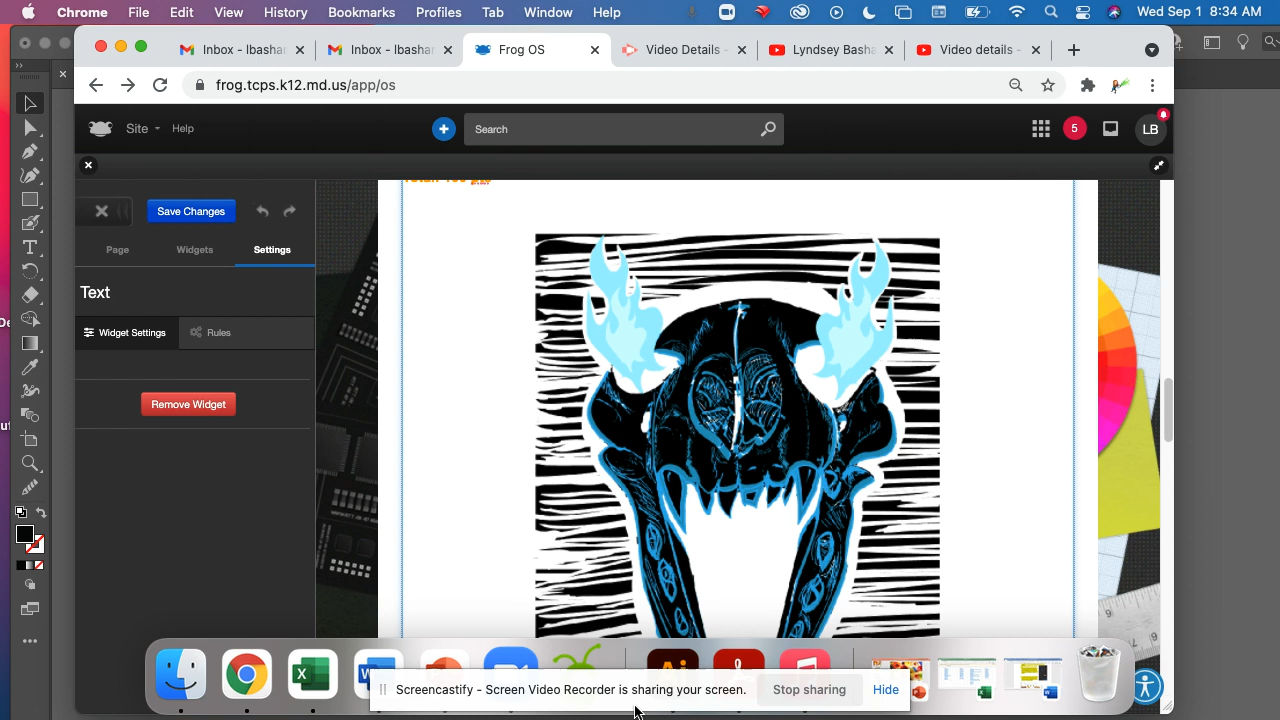 Chrome File Edit View History Bookmarks Profiles Tab Window Help Wed Sep 1 8:34 AM
Inbox - lbashar Inbox - lbashar Frog OS Video Details - Lyndsey Basha Video details -
frog.tcps.k12.md.us/app/os
Site Help Search 5 LB
Save Changes
Page Widgets Settings
Text
Widget Settings Rules
Remove Widget
Screencastify - Screen Video Recorder is sharing your screen. Stop sharing Hide